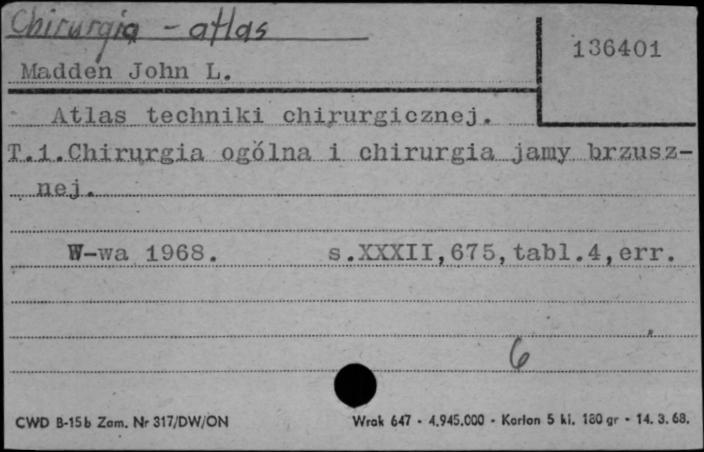 Chirurgia - atlas
136401
Madden John L.
Atlas techniki chirurgicznej.
T.1.Chirurgia ogólna i chirurgia jamy brzusz-
nej.
W-wa 1968. s.XXXII,675,tabl.4,err.
6
CWD B-15b Zam. Nr 317/DW/ON Wrak 647 - 4.945.000 - Karton 5 kl. 180 gr - 14. 3. 68.